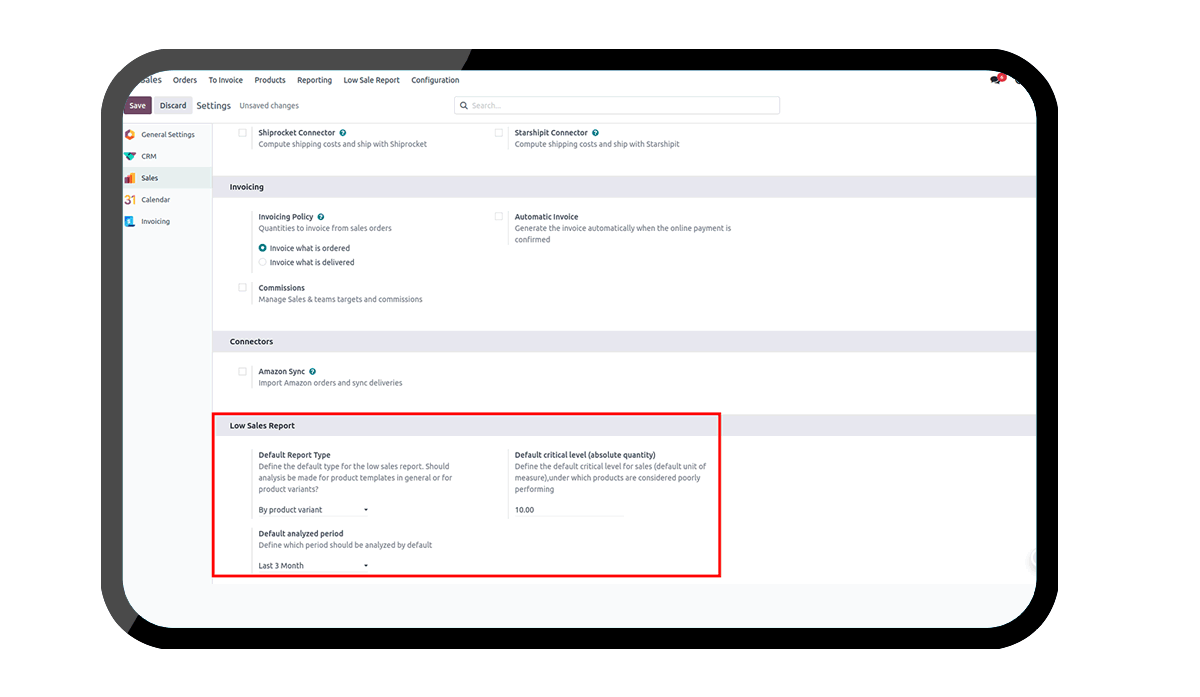 Sales Orders To Invoice Products Reporting Low Sale Report Configuration
6
Save Discard Settings Unsaved changes Search...
General Settings
CRM
Sales
31 Calendar
Invoicing
Shiprocket Connector ?
Compute shipping costs and ship with Shiprocket
Starshipit Connector ?
Compute shipping costs and ship with Starshipit
Invoicing
Invoicing Policy ?
Quantities to invoice from sales orders
Invoice what is ordered
Invoice what is delivered
Automatic Invoice
Generate the invoice automatically when the online payment is
confirmed
Commissions
Manage Sales & teams targets and commissions
Connectors
Amazon Sync ?
Import Amazon orders and sync deliveries
Low Sales Report
Default Report Type
Define the default type for the low sales report. Should
analysis be made for product templates in general or for
product variants?
By product variant
Default critical level (absolute quantity)
Define the default critical level for sales (default unit of
measure),under which products are considered poorly
performing
10.00
Default analyzed period
Define which period should be analyzed by default
Last 3 Month